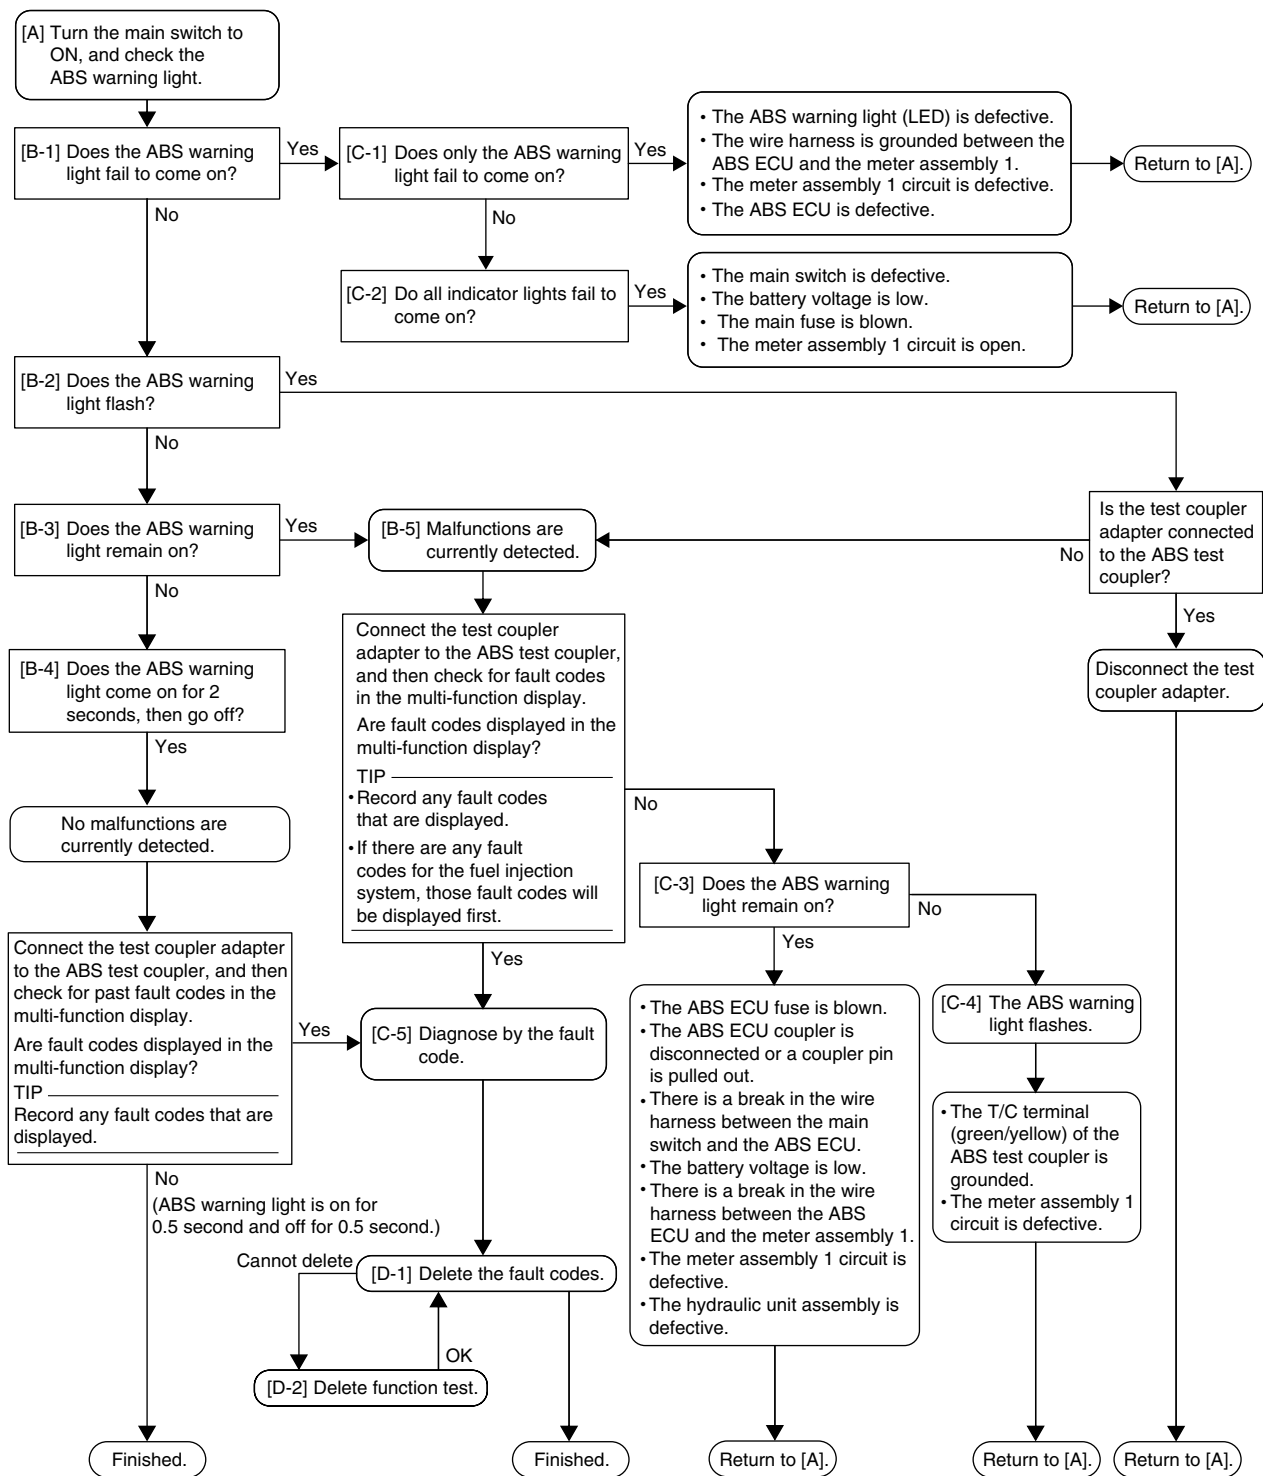 [A] Turn the main switch to
ON, and check the
ABS warning light.
[B-1] Does the ABS warning
light fail to come on?
Yes
No
[C-1] Does only the ABS warning
light fail to come on?
Yes
No
• The ABS warning light (LED) is defective.
• The wire harness is grounded between the
ABS ECU and the meter assembly 1.
• The meter assembly 1 circuit is defective.
• The ABS ECU is defective.
Return to [A].
[C-2] Do all indicator lights fail to
come on?
Yes
• The main switch is defective.
• The battery voltage is low.
• The main fuse is blown.
• The meter assembly 1 circuit is open.
Return to [A].
[B-2] Does the ABS warning
light flash?
Yes
No
[B-3] Does the ABS warning
light remain on?
Yes
No
[B-5] Malfunctions are
currently detected.
Is the test coupler
adapter connected
to the ABS test
coupler?
No
Yes
Disconnect the test
coupler adapter.
[B-4] Does the ABS warning
light come on for 2
seconds, then go off?
Yes
No malfunctions are
currently detected.
Connect the test coupler
adapter to the ABS test coupler,
and then check for fault codes
in the multi-function display.
Are fault codes displayed in the
multi-function display?
TIP
• Record any fault codes
that are displayed.
• If there are any fault
codes for the fuel injection
system, those fault codes will
be displayed first.
No
Yes
[C-3] Does the ABS warning
light remain on?
No
Yes
Connect the test coupler adapter
to the ABS test coupler, and then
check for past fault codes in the
multi-function display.
Are fault codes displayed in the
multi-function display?
TIP
Record any fault codes that are
displayed.
Yes
No
(ABS warning light is on for
0.5 second and off for 0.5 second.)
[C-5] Diagnose by the fault
code.
• The ABS ECU fuse is blown.
• The ABS ECU coupler is
disconnected or a coupler pin
is pulled out.
• There is a break in the wire
harness between the main
switch and the ABS ECU.
• The battery voltage is low.
• There is a break in the wire
harness between the ABS
ECU and the meter assembly 1.
• The meter assembly 1 circuit is
defective.
• The hydraulic unit assembly is
defective.
[C-4] The ABS warning
light flashes.
• The T/C terminal
(green/yellow) of the
ABS test coupler is
grounded.
• The meter assembly 1
circuit is defective.
Cannot delete
[D-1] Delete the fault codes.
OK
[D-2] Delete function test.
Finished.
Finished.
Return to [A].
Return to [A].
Return to [A].